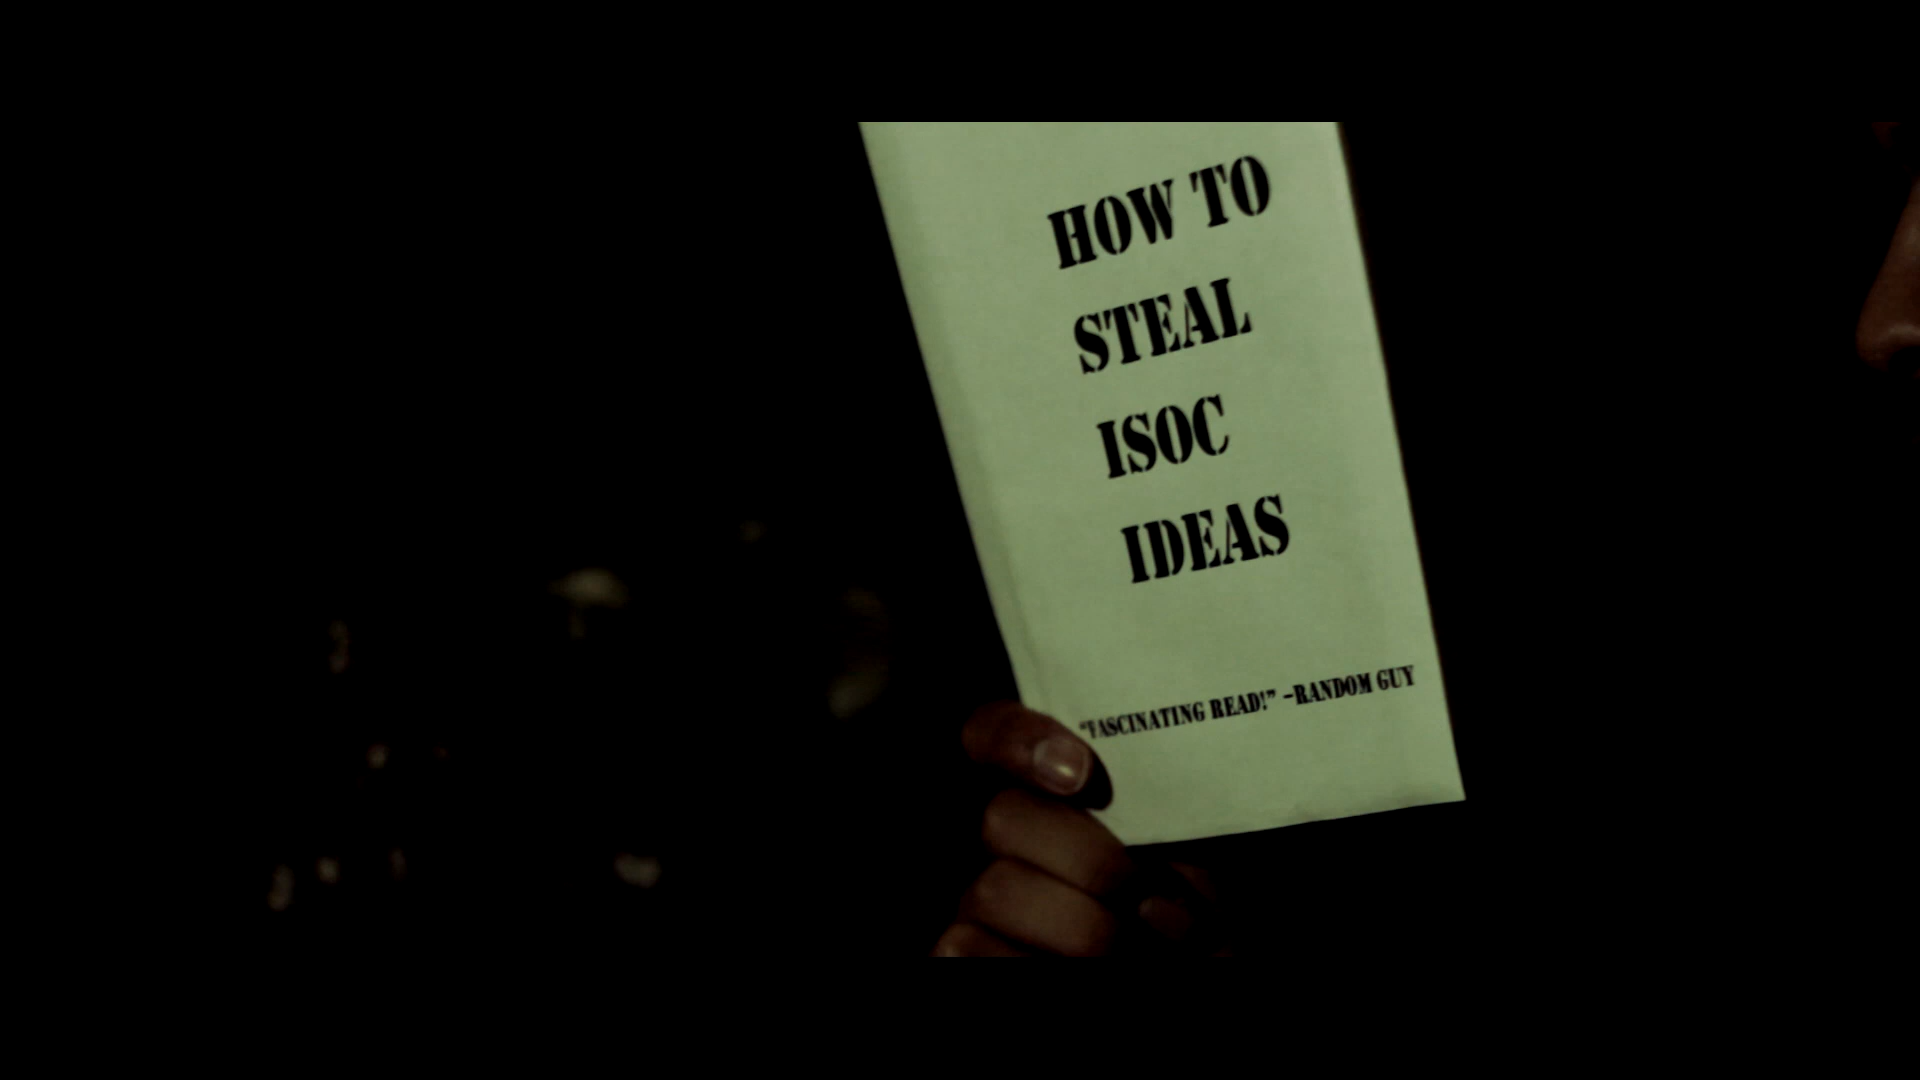 HOW TO
STEAL
ISOC
IDEAS
“FASCINATING READ!” –RANDOM GUY